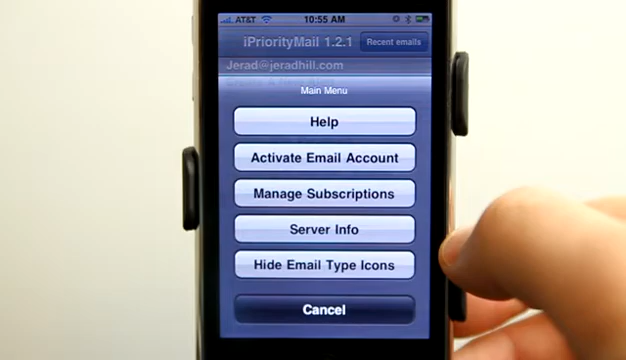 AT&T 10:55 AM
iPriorityMail 1.2.1 Recent emails
Jerad@jeradhill.com
Main Menu
Help
Activate Email Account
Manage Subscriptions
Server Info
Hide Email Type Icons
Cancel